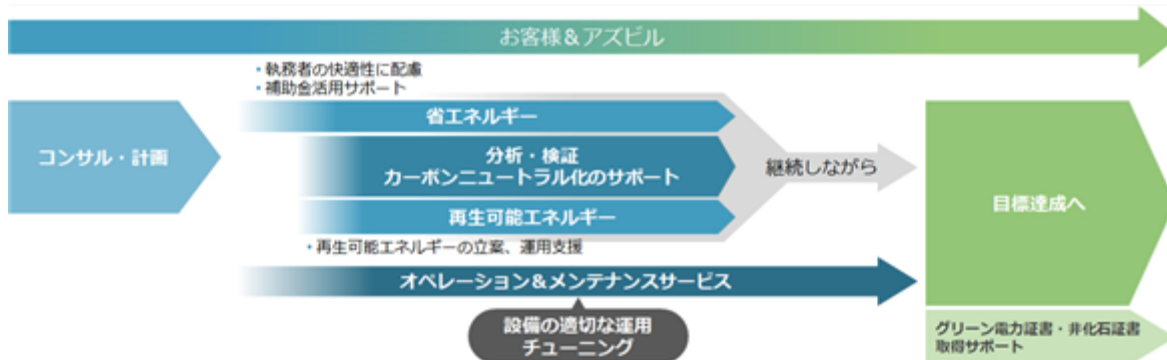 お客様＆アズビル
・執務者の快適性に配慮
・補助金活用サポート
コンサル・計画
省エネルギー
分析・検証
カーボンニュートラル化のサポート
再生可能エネルギー
・再生可能エネルギーの立案、運用支援
継続しながら
目標達成へ
オペレーション＆メンテナンスサービス
設備の適切な運用
チューニング
グリーン電力証書・非化石証書
取得サポート